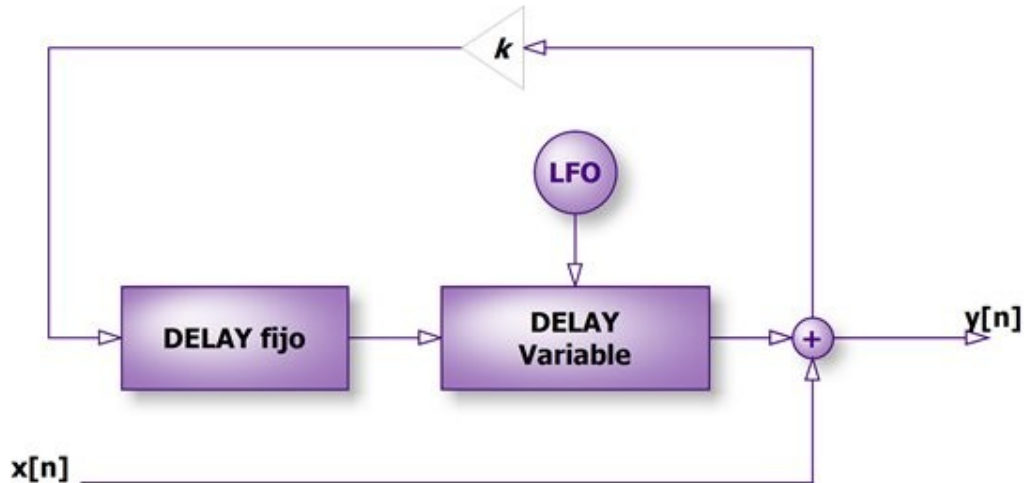 k
LFO
DELAY fijo
DELAY
Variable
+
y[n]
x[n]